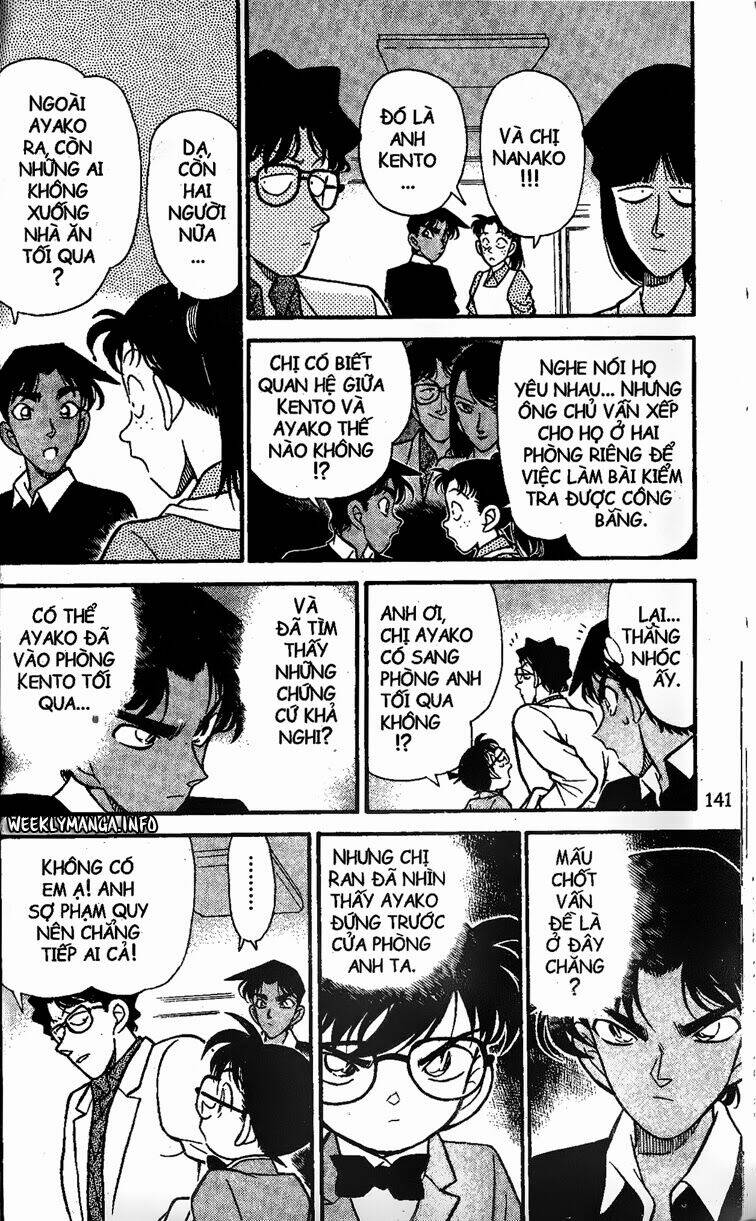 NGOÀI
AYAKO
RA, CÒN
NHỮNG AI
KHÔNG
XUỐNG
NHÀ ĂN
TỐI QUA
?
DẠ,
CÒN
HAI
NGƯỜI
NỮA
...
ĐÓ LÀ
ANH
KENTO
...
VÀ CHỊ
NANAKO
!!!
CHỊ CÓ BIẾT
QUAN HỆ GIỮA
KENTO VÀ
AYAKO THẾ
NÀO KHÔNG
!?
NGHE NÓI HỌ
YÊU NHAU... NHƯNG
ÔNG CHỦ VẪN XẾP
CHO HỌ Ở HAI
PHÒNG RIÊNG ĐỂ
VIỆC LÀM BÀI KIỂM
TRA ĐƯỢC CÔNG
BẰNG.
CÓ THỂ
AYAKO ĐÃ
VÀO PHÒNG
KENTO TỐI
QUA...
VÀ
ĐÃ TÌM
THẤY
NHỮNG
CHỨNG
CỨ KHẢ
NGHI?
ANH ƠI,
CHỊ AYAKO
CÓ SANG
PHÒNG ANH
TỐI QUA
KHÔNG
!?
LẠI...
THẰNG
NHÓC
ẤY.
141
WEEKLYMANGA.INFO
KHÔNG CÓ
EM Ạ! ANH
SỢ PHẠM QUY
NÊN CHẲNG
TIẾP AI CẢ!
.........
NHƯNG CHỊ
RAN ĐÃ NHÌN
THẤY AYAKO
ĐỨNG TRƯỚC
CỬA PHÒNG
ANH TA.
MẤU
CHỐT
VẤN
ĐỀ LÀ
Ở ĐÂY
CHĂNG
?